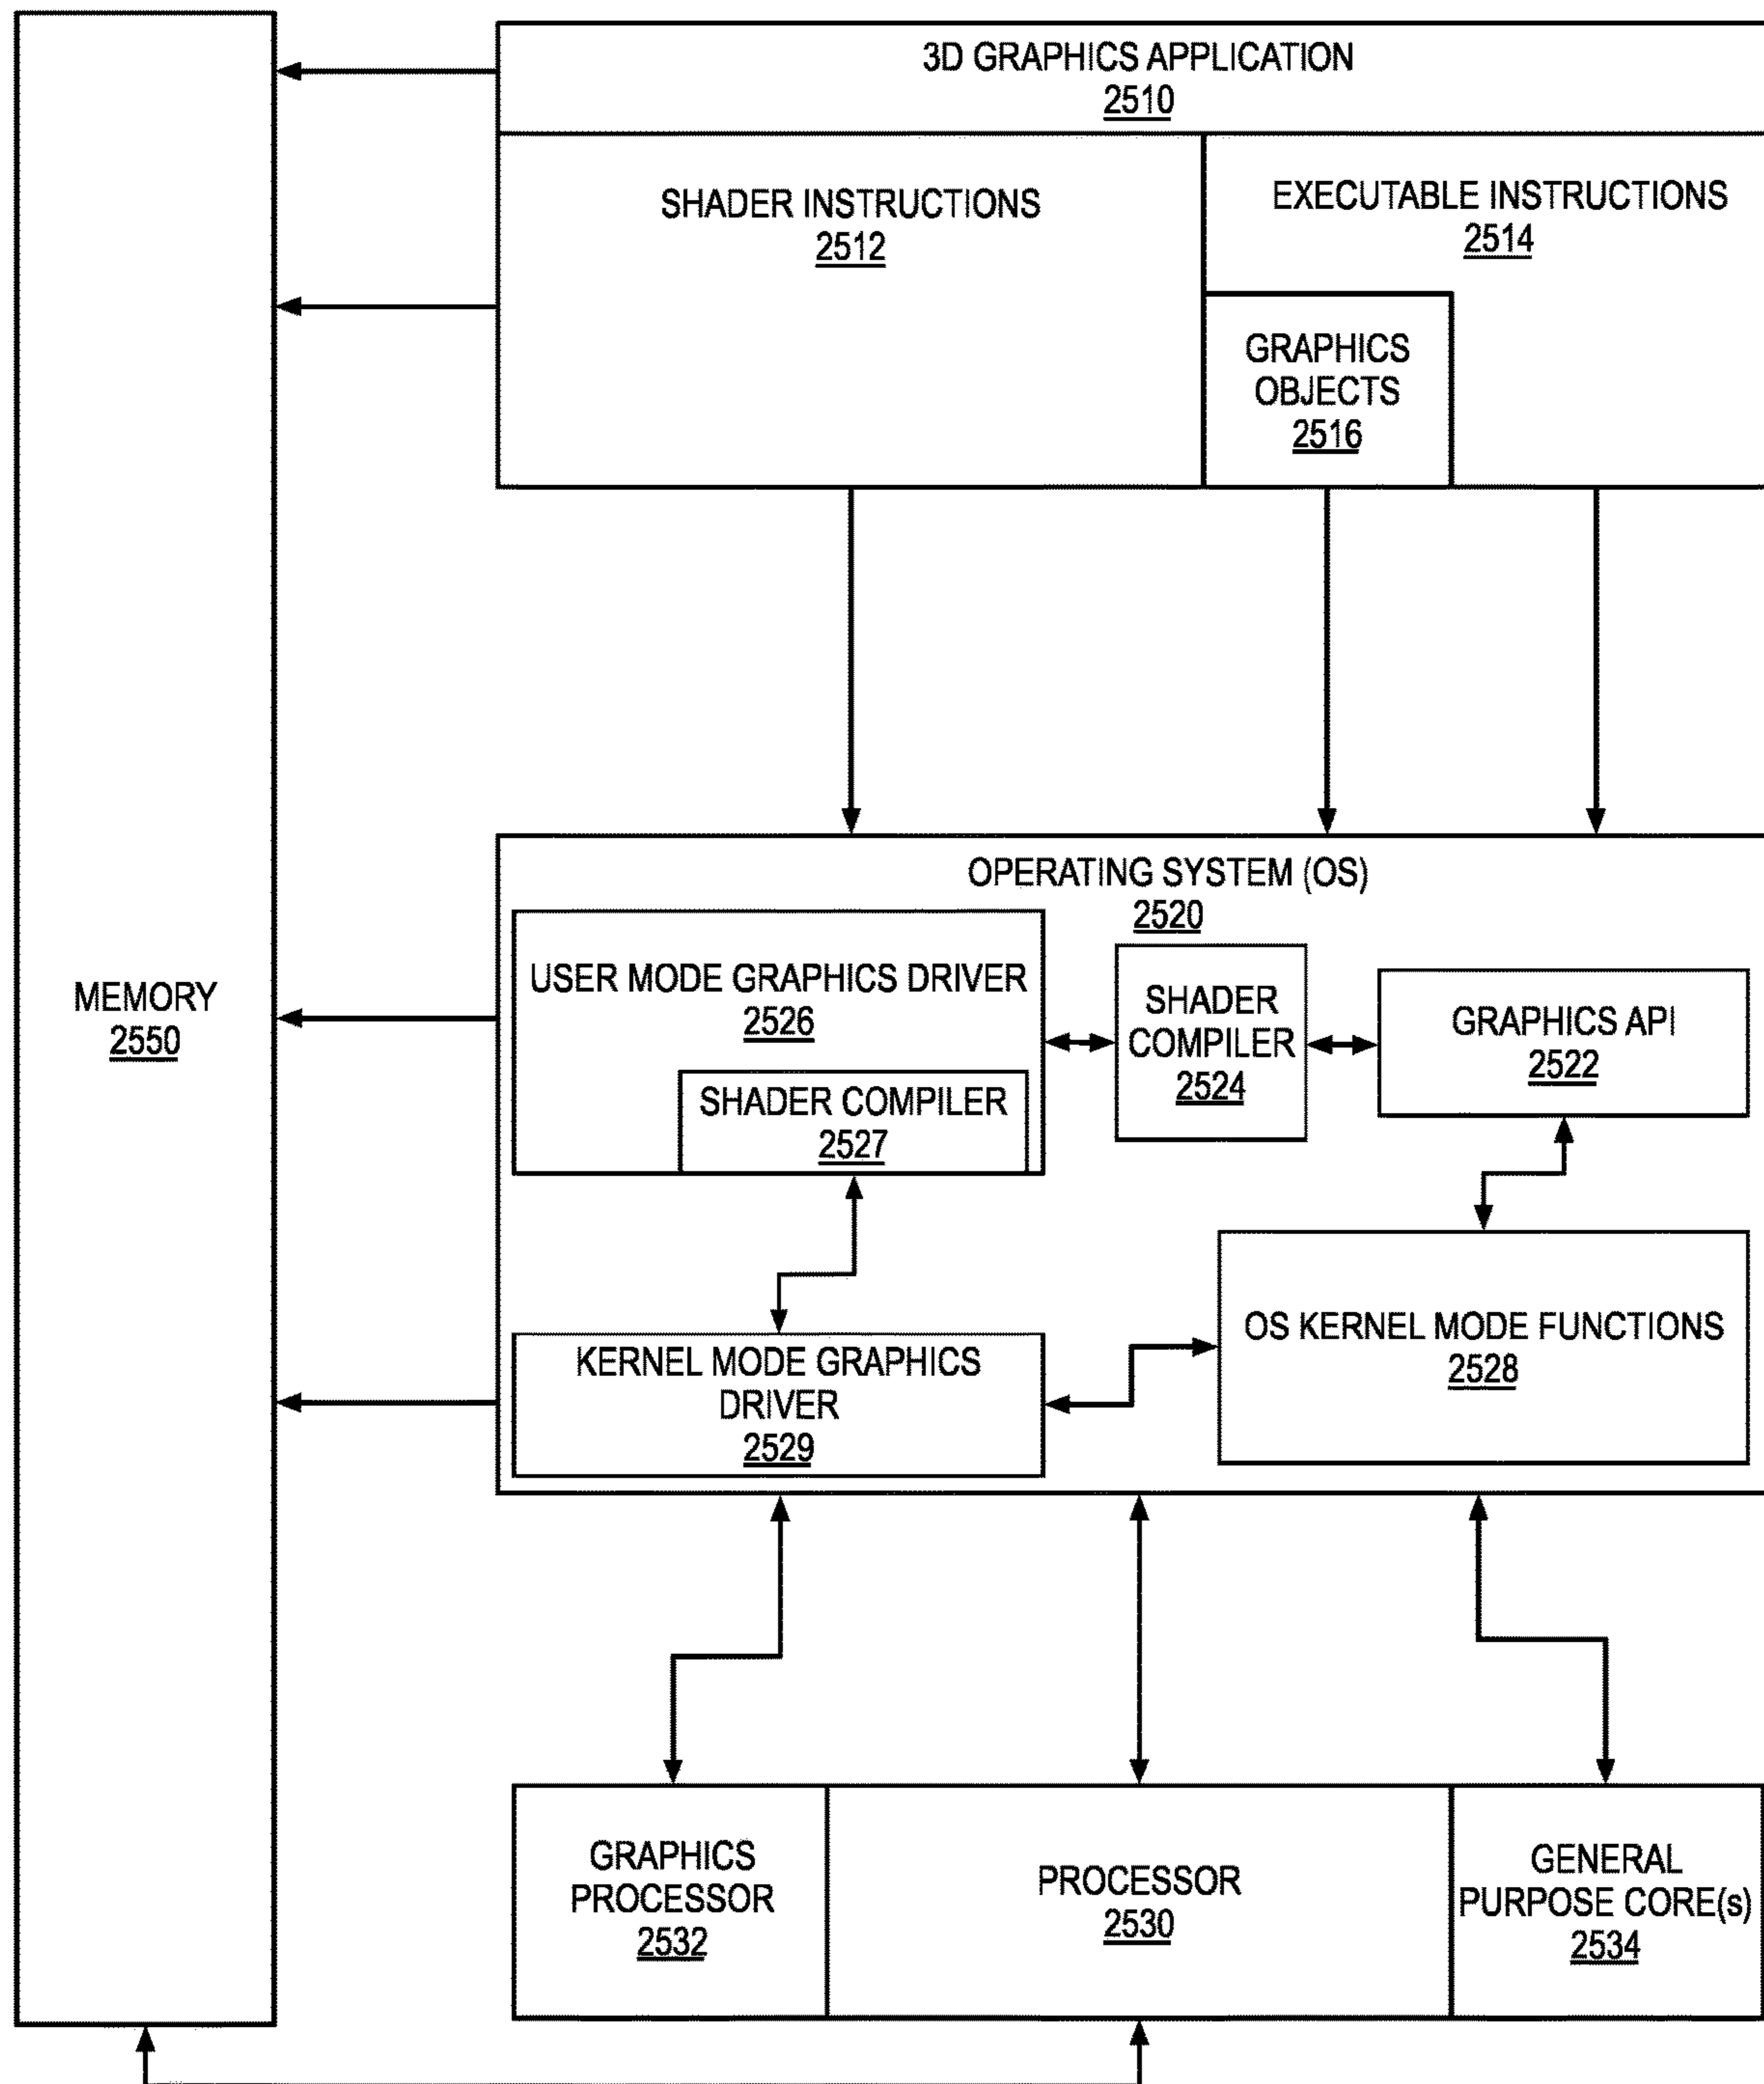 3D GRAPHICS APPLICATION
2510
SHADER INSTRUCTIONS
2512
EXECUTABLE INSTRUCTIONS
2514
GRAPHICS
OBJECTS
2516
MEMORY
2550
OPERATING SYSTEM (OS)
2520
USER MODE GRAPHICS DRIVER
2526
SHADER COMPILER
2527
SHADER
COMPILER
2524
GRAPHICS API
2522
KERNEL MODE GRAPHICS
DRIVER
2529
OS KERNEL MODE FUNCTIONS
2528
GRAPHICS
PROCESSOR
2532
PROCESSOR
2530
GENERAL
PURPOSE CORE(s)
2534